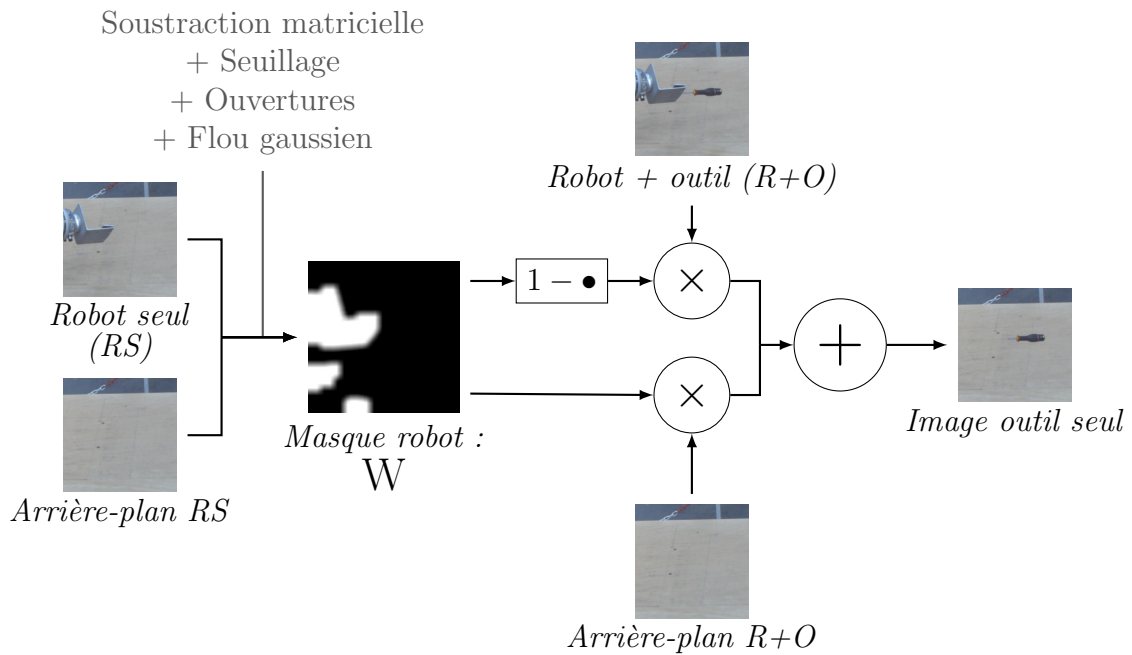 Soustraction matricielle
+ Seuillage
+ Ouvertures
+ Flou gaussien
Robot + outil (R+O)
Robot seul
(RS)
1 − •
×
×
+
Masque robot :
W
Image outil seul
Arrière-plan RS
Arrière-plan R+O